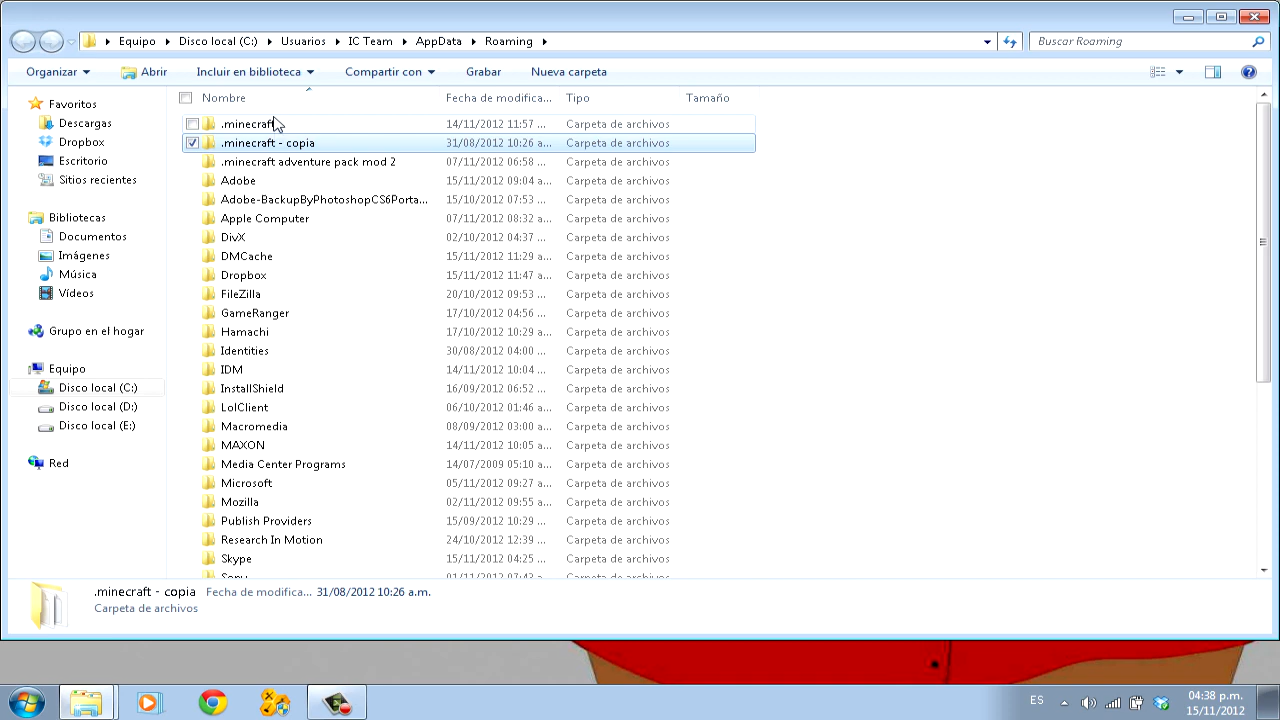 Equipo Disco local (C:) Usuarios IC Team AppData Roaming
Buscar Roaming
Organizar Abrir Incluir en biblioteca Compartir con Grabar Nueva carpeta
Nombre Fecha de modifica... Tipo Tamaño
Favoritos
Descargas
Dropbox
Escritorio
Sitios recientes
Bibliotecas
Documentos
Imágenes
Música
Vídeos
Grupo en el hogar
Equipo
Disco local (C:)
Disco local (D:)
Disco local (E:)
Red
.minecraft 14/11/2012 11:57 ... Carpeta de archivos
.minecraft - copia 31/08/2012 10:26 a... Carpeta de archivos
.minecraft adventure pack mod 2 07/11/2012 06:58 ... Carpeta de archivos
Adobe 15/11/2012 09:04 a... Carpeta de archivos
Adobe-BackupByPhotoshopCS6Porta... 15/10/2012 07:53 ... Carpeta de archivos
Apple Computer 07/11/2012 08:32 a... Carpeta de archivos
DivX 02/10/2012 04:37 ... Carpeta de archivos
DMCache 15/11/2012 11:29 a... Carpeta de archivos
Dropbox 15/11/2012 11:47 a... Carpeta de archivos
FileZilla 20/10/2012 09:53 ... Carpeta de archivos
GameRanger 17/10/2012 04:56 ... Carpeta de archivos
Hamachi 17/10/2012 10:29 a... Carpeta de archivos
Identities 30/08/2012 04:00 ... Carpeta de archivos
IDM 14/11/2012 10:04 ... Carpeta de archivos
InstallShield 16/09/2012 06:52 ... Carpeta de archivos
LolClient 06/10/2012 01:46 a... Carpeta de archivos
Macromedia 08/09/2012 03:00 a... Carpeta de archivos
MAXON 14/11/2012 10:05 a... Carpeta de archivos
Media Center Programs 14/07/2009 05:10 a... Carpeta de archivos
Microsoft 05/11/2012 09:27 a... Carpeta de archivos
Mozilla 02/11/2012 09:55 a... Carpeta de archivos
Publish Providers 15/09/2012 10:29 ... Carpeta de archivos
Research In Motion 24/10/2012 12:39 ... Carpeta de archivos
Skype 15/11/2012 04:25 ... Carpeta de archivos
Sony 01/11/2012 07:43 a... Carpeta de archivos
.minecraft - copia Fecha de modifica... 31/08/2012 10:26 a.m.
Carpeta de archivos
ES
04:38 p.m.
15/11/2012